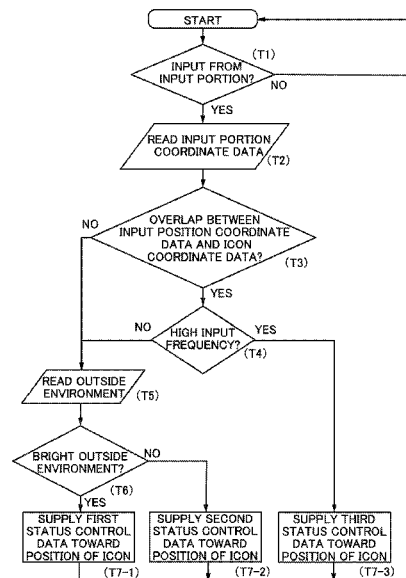 START
(T1)
INPUT FROM
INPUT PORTION?
NO
YES
READ INPUT PORTION
COORDINATE DATA
(T2)
NO
OVERLAP BETWEEN
INPUT POSITION COORDINATE
DATA AND ICON
COORDINATE DATA?
(T3)
YES
NO
HIGH INPUT
FREQUENCY?
YES
(T4)
READ OUTSIDE
ENVIRONMENT
(T5)
BRIGHT OUTSIDE
ENVIRONMENT?
NO
(T6)
YES
SUPPLY FIRST
STATUS CONTROL
DATA TOWARD
POSITION OF ICON
(T7-1)
SUPPLY SECOND
STATUS CONTROL
DATA TOWARD
POSITION OF ICON
(T7-2)
SUPPLY THIRD
STATUS CONTROL
DATA TOWARD
POSITION OF ICON
(T7-3)